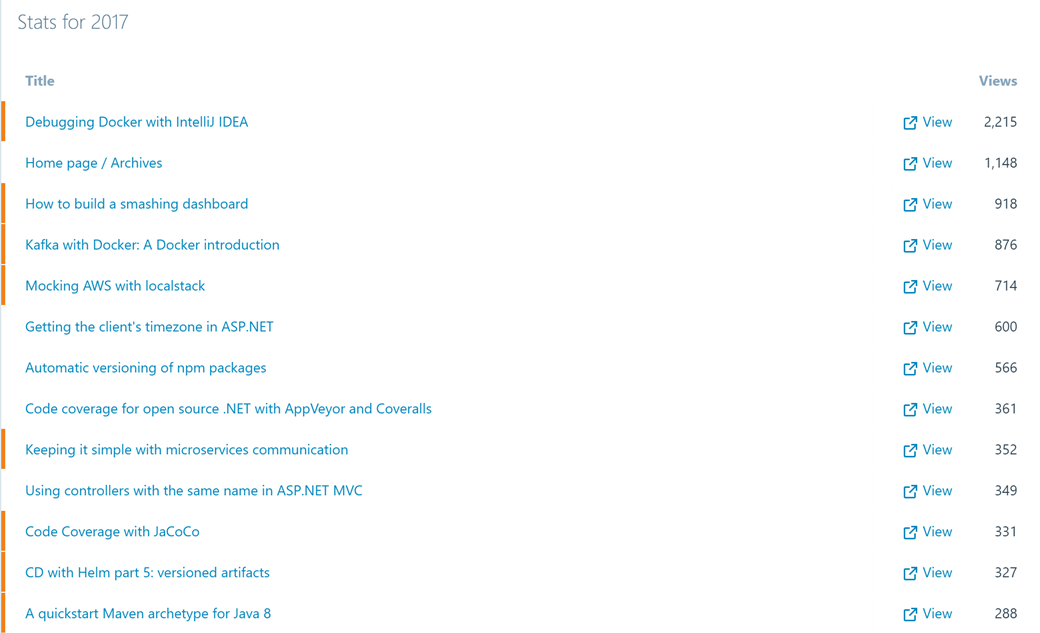 Stats for 2017
Title Views
Debugging Docker with IntelliJ IDEA View 2,215
Home page / Archives View 1,148
How to build a smashing dashboard View 918
Kafka with Docker: A Docker introduction View 876
Mocking AWS with localstack View 714
Getting the client's timezone in ASP.NET View 600
Automatic versioning of npm packages View 566
Code coverage for open source .NET with AppVeyor and Coveralls View 361
Keeping it simple with microservices communication View 352
Using controllers with the same name in ASP.NET MVC View 349
Code Coverage with JaCoCo View 331
CD with Helm part 5: versioned artifacts View 327
A quickstart Maven archetype for Java 8 View 288